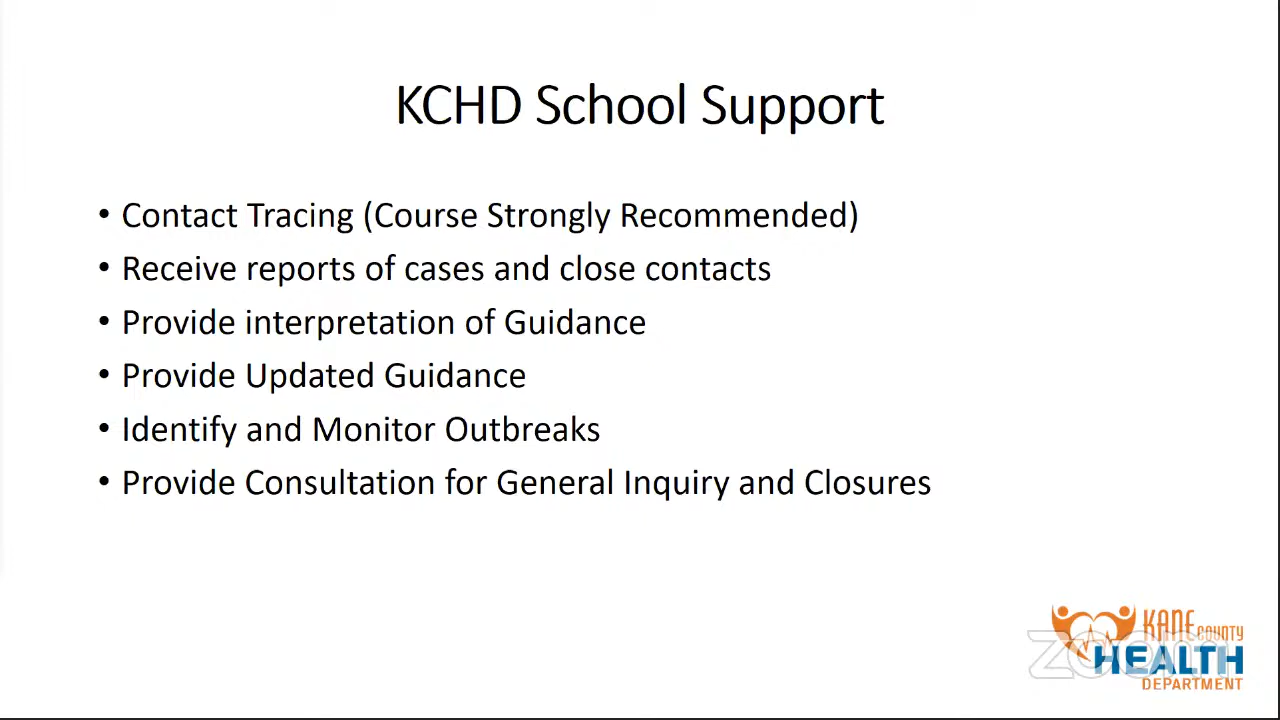 KCHD School Support
• Contact Tracing (Course Strongly Recommended)
• Receive reports of cases and close contacts
• Provide interpretation of Guidance
• Provide Updated Guidance
• Identify and Monitor Outbreaks
• Provide Consultation for General Inquiry and Closures
KANE COUNTY
zoom
HEALTH
DEPARTMENT